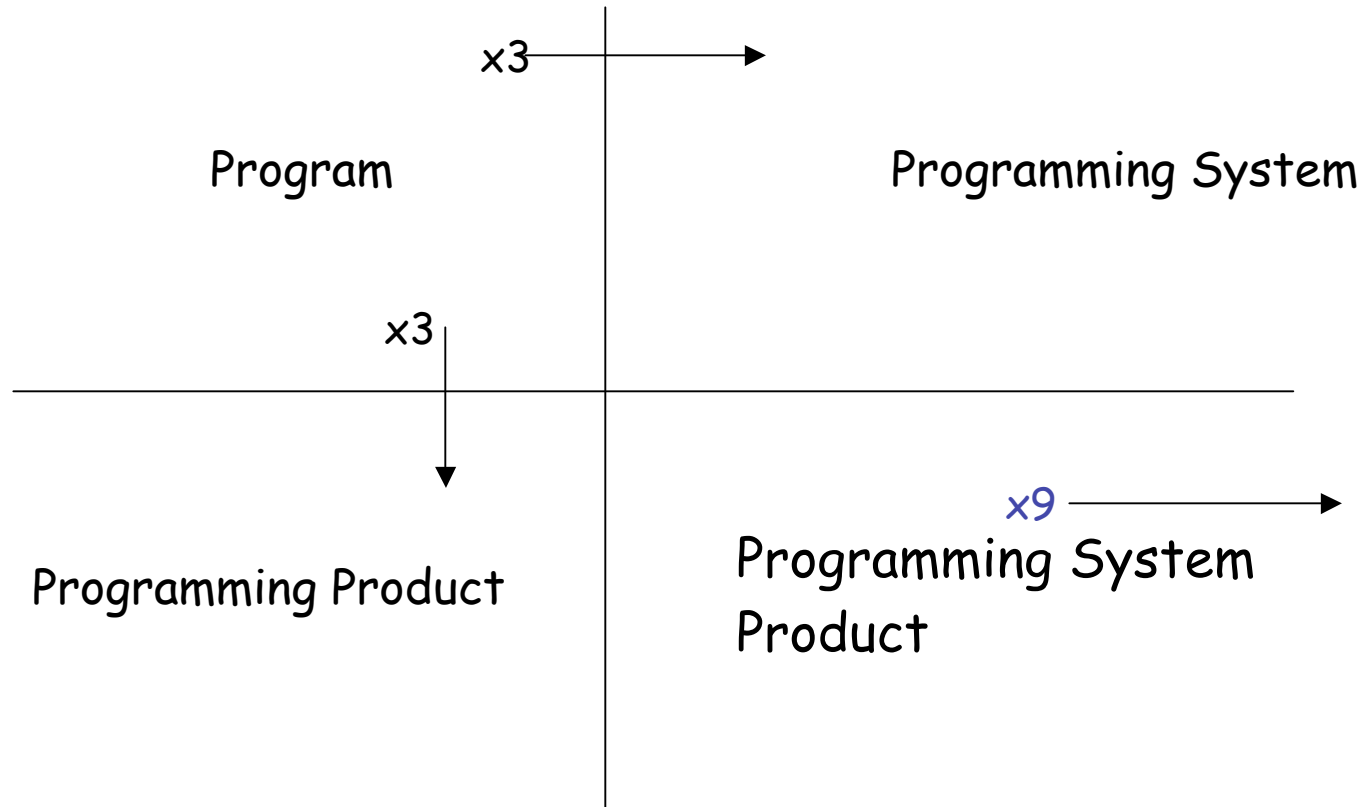 x3
Program
Programming System
x3
x9
Programming Product
Programming System
Product